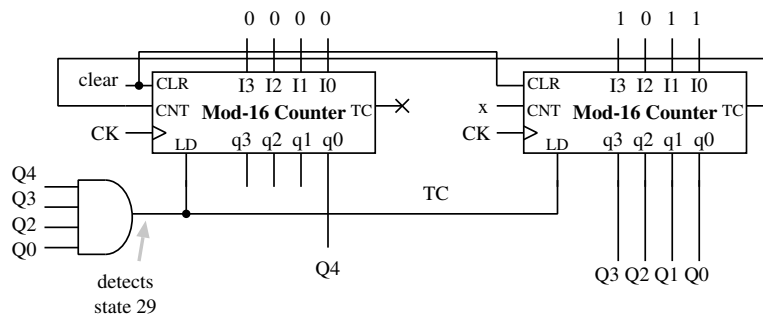 0 0 0 0 1 0 1 1
clear CLR I3 I2 I1 I0 CLR I3 I2 I1 I0
CNT Mod-16 Counter TC x CNT Mod-16 Counter TC
CK LD q3 q2 q1 q0 CK LD q3 q2 q1 q0
Q4
Q3
Q2
Q0
TC
Q4 Q3 Q2 Q1 Q0
detects
state 29